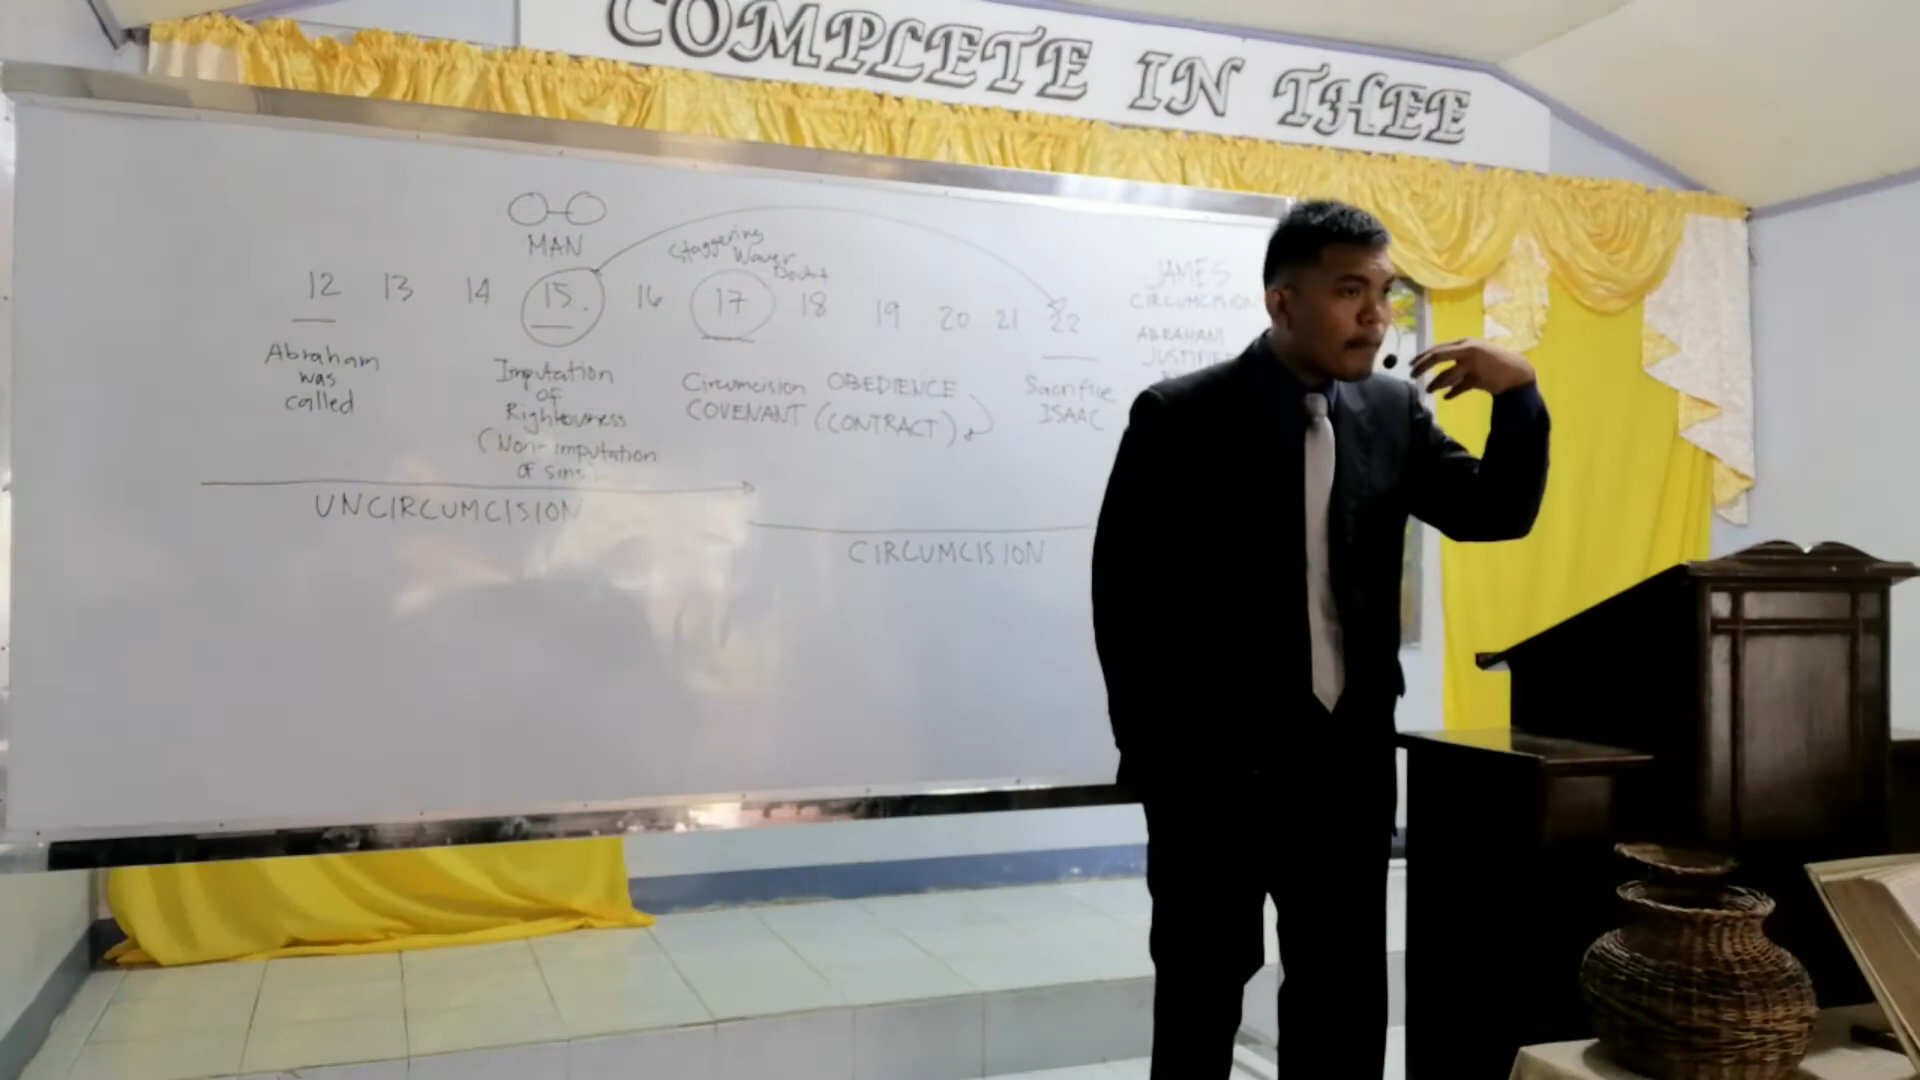 COMPLETE IN THEE
MAN
Staggering
Waver
Doubt
12 13 14 15. 16 17 18 19 20 21 22
Abraham
was
called
Imputation
of
Righteousness
(Non-imputation
of sins)
Circumcision OBEDIENCE
COVENANT (CONTRACT)
Sacrifice
ISAAC
JAMES
CIRCUMCISION
ABRAHAM
UNCIRCUMCISION
CIRCUMCISION